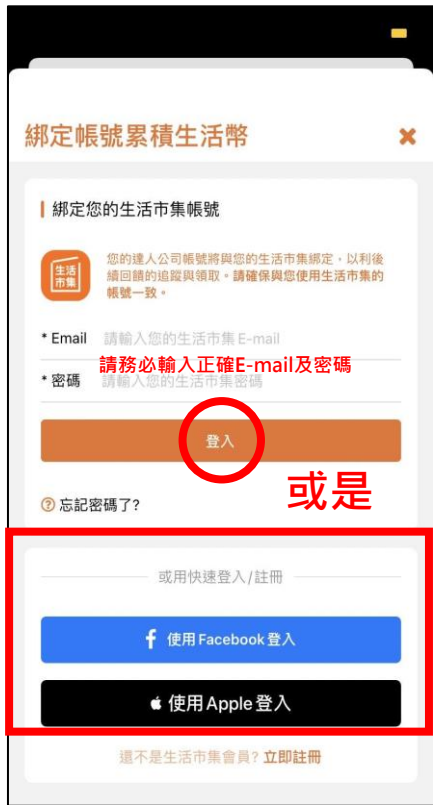 綁定帳號累積生活幣
綁定您的生活市集帳號
生活
市集
您的達人公司帳號將與您的生活市集綁定，以利後
續回饋的追蹤與領取。請確保與您使用生活市集的
帳號一致。
* Email 請輸入您的生活市集 E-mail
請務必輸入正確E-mail及密碼
* 密碼 請輸入您的生活市集密碼
登入
或是
忘記密碼了?
或用快速登入/註冊
使用 Facebook 登入
使用 Apple 登入
還不是生活市集會員? 立即註冊